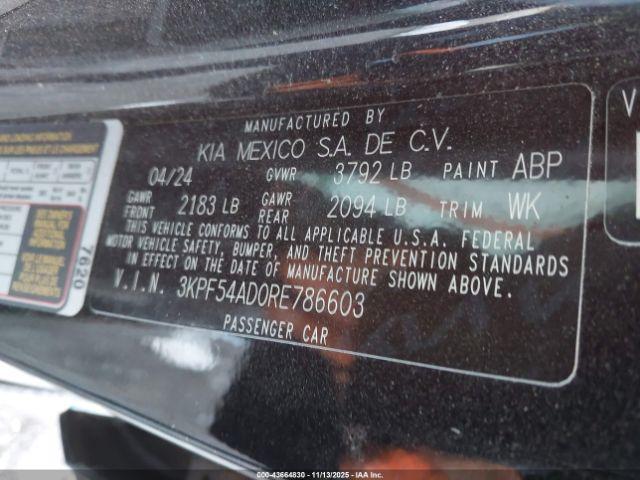 MANUFACTURED BY
KIA MEXICO S.A. DE C.V.
04/24 GVWR 3792 LB PAINT ABP
GAWR FRONT 2183 LB GAWR REAR 2094 LB TRIM WK
THIS VEHICLE CONFORMS TO ALL APPLICABLE U.S.A. FEDERAL
MOTOR VEHICLE SAFETY, BUMPER, AND THEFT PREVENTION STANDARDS
IN EFFECT ON THE DATE OF MANUFACTURE SHOWN ABOVE.
V.I.N. 3KPF54AD0RE786603
PASSENGER CAR
7620
V
000-43664830 - 11/13/2025 - IAA Inc.